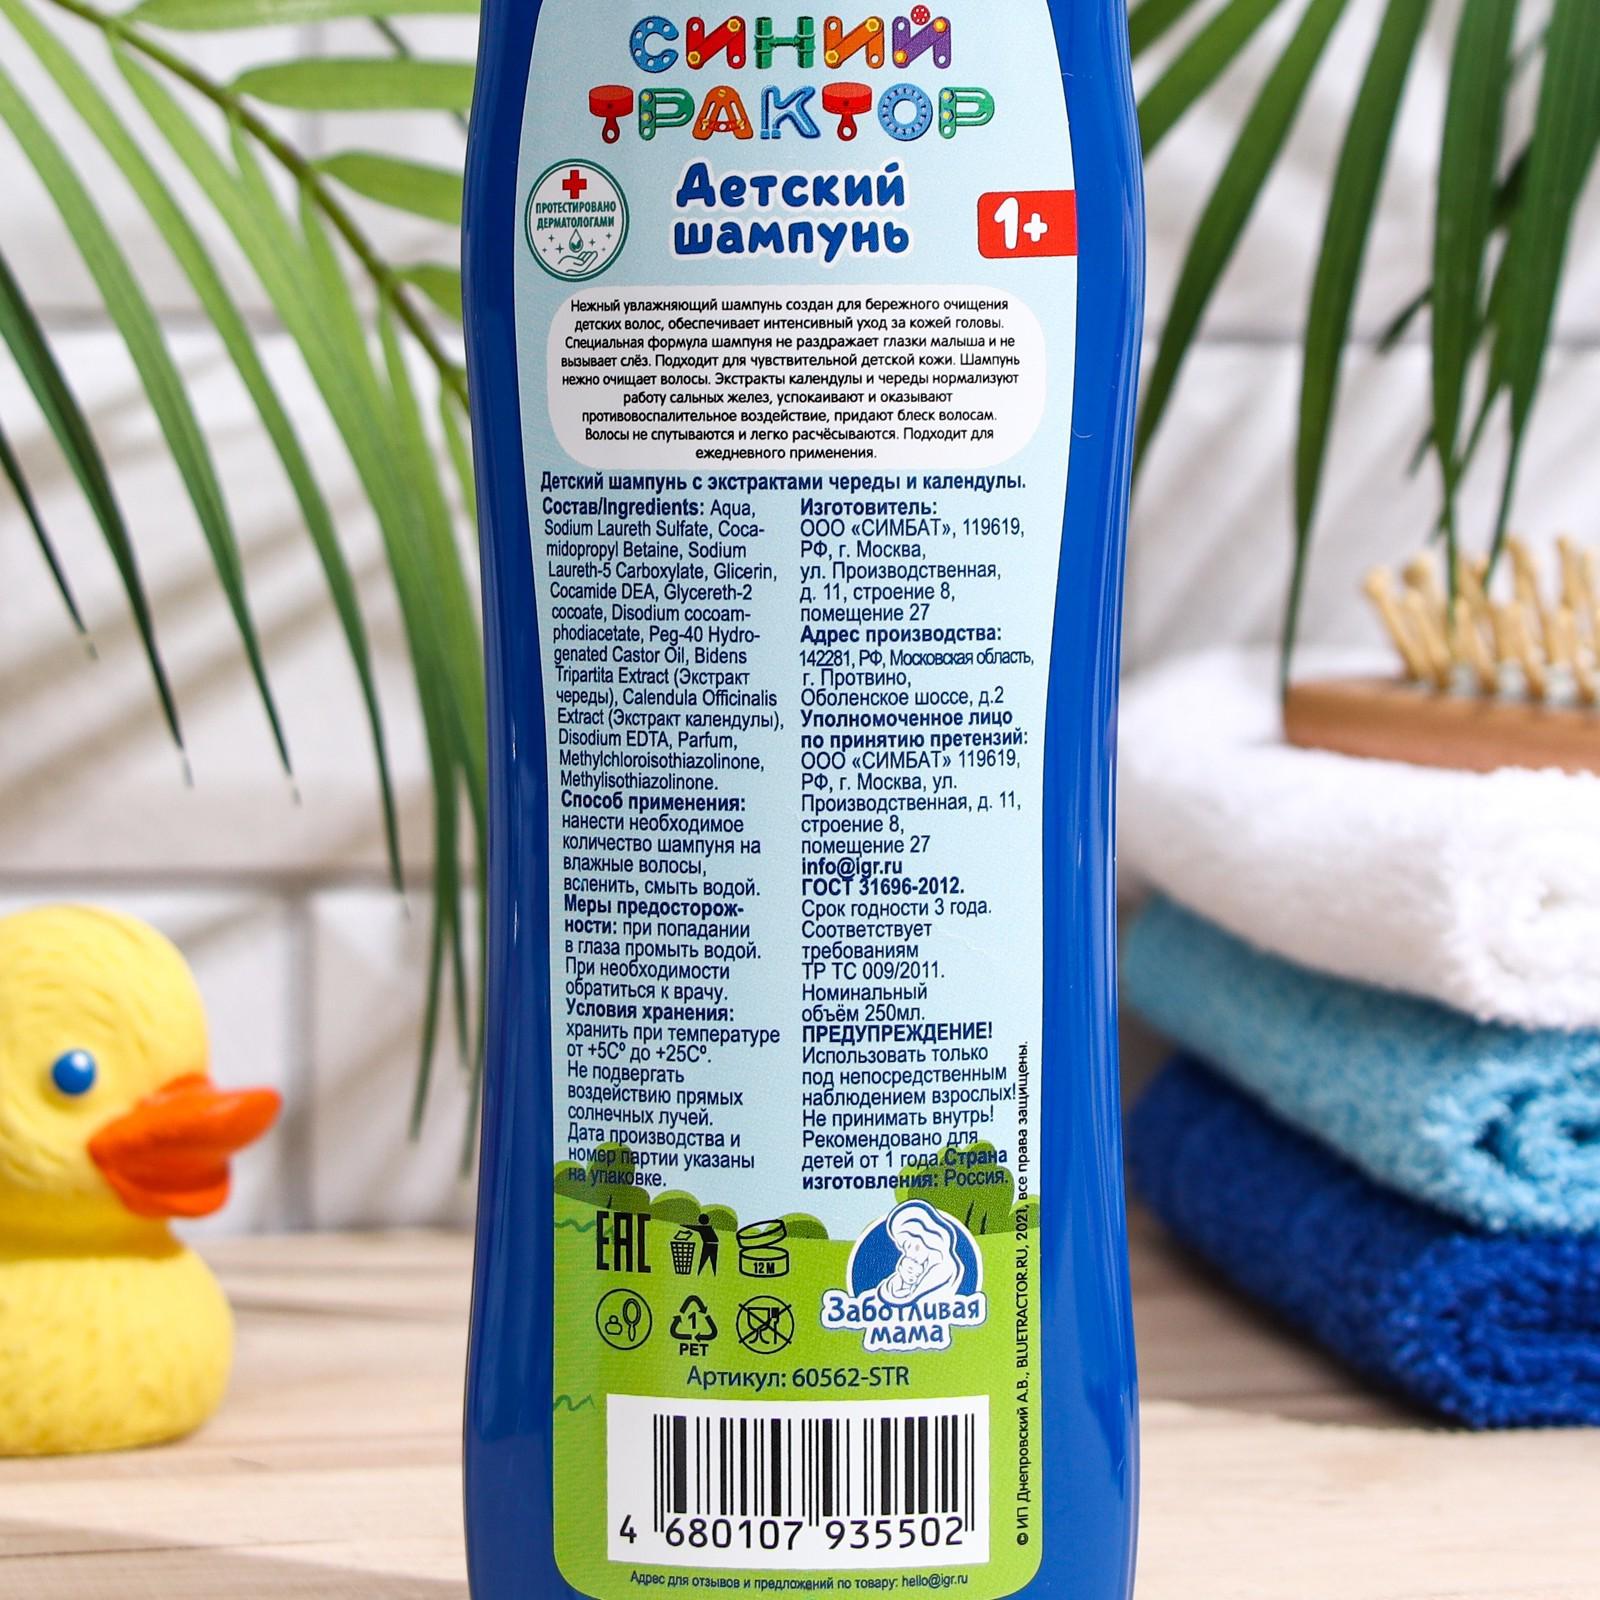 СИНИЙ
ТРАКТОР
ПРОТЕСТИРОВАНО
ДЕРМАТОЛОГАМИ
Детский
шампунь
1+
Нежный увлажняющий шампунь создан для бережного очищения
детских волос, обеспечивает интенсивный уход за кожей головы.
Специальная формула шампуня не раздражает глазки малыша и не
вызывает слёз. Подходит для чувствительной детской кожи. Шампунь
нежно очищает волосы. Экстракты календулы и череды нормализуют
работу сальных желез, успокаивают и оказывают
противовоспалительное воздействие, придают блеск волосам.
Волосы не спутываются и легко расчёсываются. Подходит для
ежедневного применения.
Детский шампунь с экстрактами череды и календулы.
Состав/Ingredients: Aqua,
Sodium Laureth Sulfate, Coca-
midopropyl Betaine, Sodium
Laureth-5 Carboxylate, Glicerin,
Cocamide DEA, Glycereth-2
cocoate, Disodium cocoam-
phodiacetate, Peg-40 Hydro-
genated Castor Oil, Bidens
Tripartita Extract (Экстракт
череды), Calendula Officinalis
Extract (Экстракт календулы),
Disodium EDTA, Parfum,
Methylchloroisothiazolinone,
Methylisothiazolinone.
Способ применения:
нанести необходимое
количество шампуня на
влажные волосы,
вспенить, смыть водой.
Меры предосторож-
ности: при попадании
в глаза промыть водой.
При необходимости
обратиться к врачу.
Условия хранения:
хранить при температуре
от +5Cº до +25Cº.
Не подвергать
воздействию прямых
солнечных лучей.
Дата производства и
номер партии указаны
на упаковке.
Изготовитель:
ООО «СИМБАТ», 119619,
РФ, г. Москва,
ул. Производственная,
д. 11, строение 8,
помещение 27
Адрес производства:
142281, РФ, Московская область,
г. Протвино,
Оболенское шоссе, д.2
Уполномоченное лицо
по принятию претензий:
ООО «СИМБАТ» 119619,
РФ, г. Москва, ул.
Производственная, д. 11,
строение 8,
помещение 27
info@igr.ru
ГОСТ 31696-2012.
Срок годности 3 года.
Соответствует
требованиям
ТР ТС 009/2011.
Номинальный
объём 250мл.
ПРЕДУПРЕЖДЕНИЕ!
Использовать только
под непосредственным
наблюдением взрослых!
Не принимать внутрь!
Рекомендовано для
детей от 1 года.Страна
изготовления: Россия.
© ИП Днепровский А.В., BLUETRACTOR.RU, 2021, все права защищены.
EAC
12 M
1
PET
Заботливая
мама
Артикул: 60562-STR
4 680107 935502
Адрес для отзывов и предложений по товару: hello@igr.ru